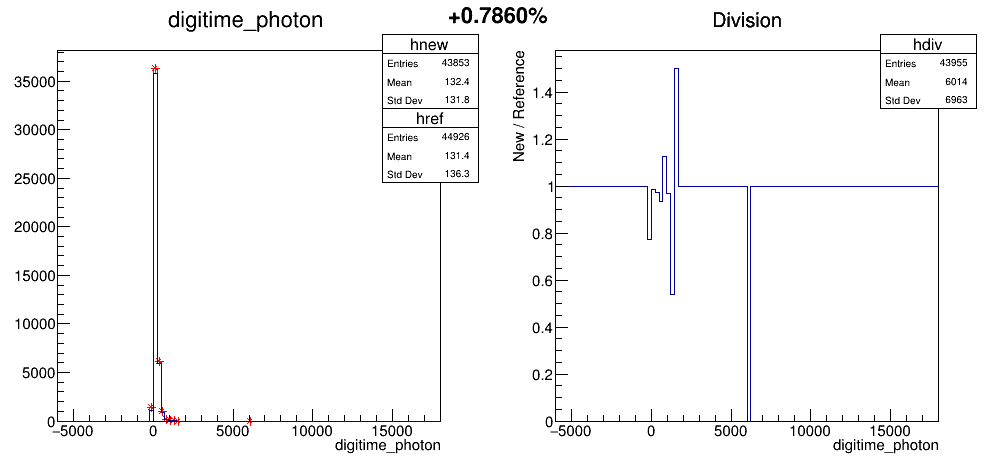 +0.7860%
digitime_photon
hnew
Entries 43853
Mean 132.4
Std Dev 131.8
href
Entries 44926
Mean 131.4
Std Dev 136.3
35000
30000
25000
20000
15000
10000
5000
0
−5000 0 5000 10000 15000
digitime_photon
Division
hdiv
Entries 43955
Mean 6014
Std Dev 6963
New / Reference
1.4
1.2
1
0.8
0.6
0.4
0.2
0
−5000 0 5000 10000 15000
digitime_photon